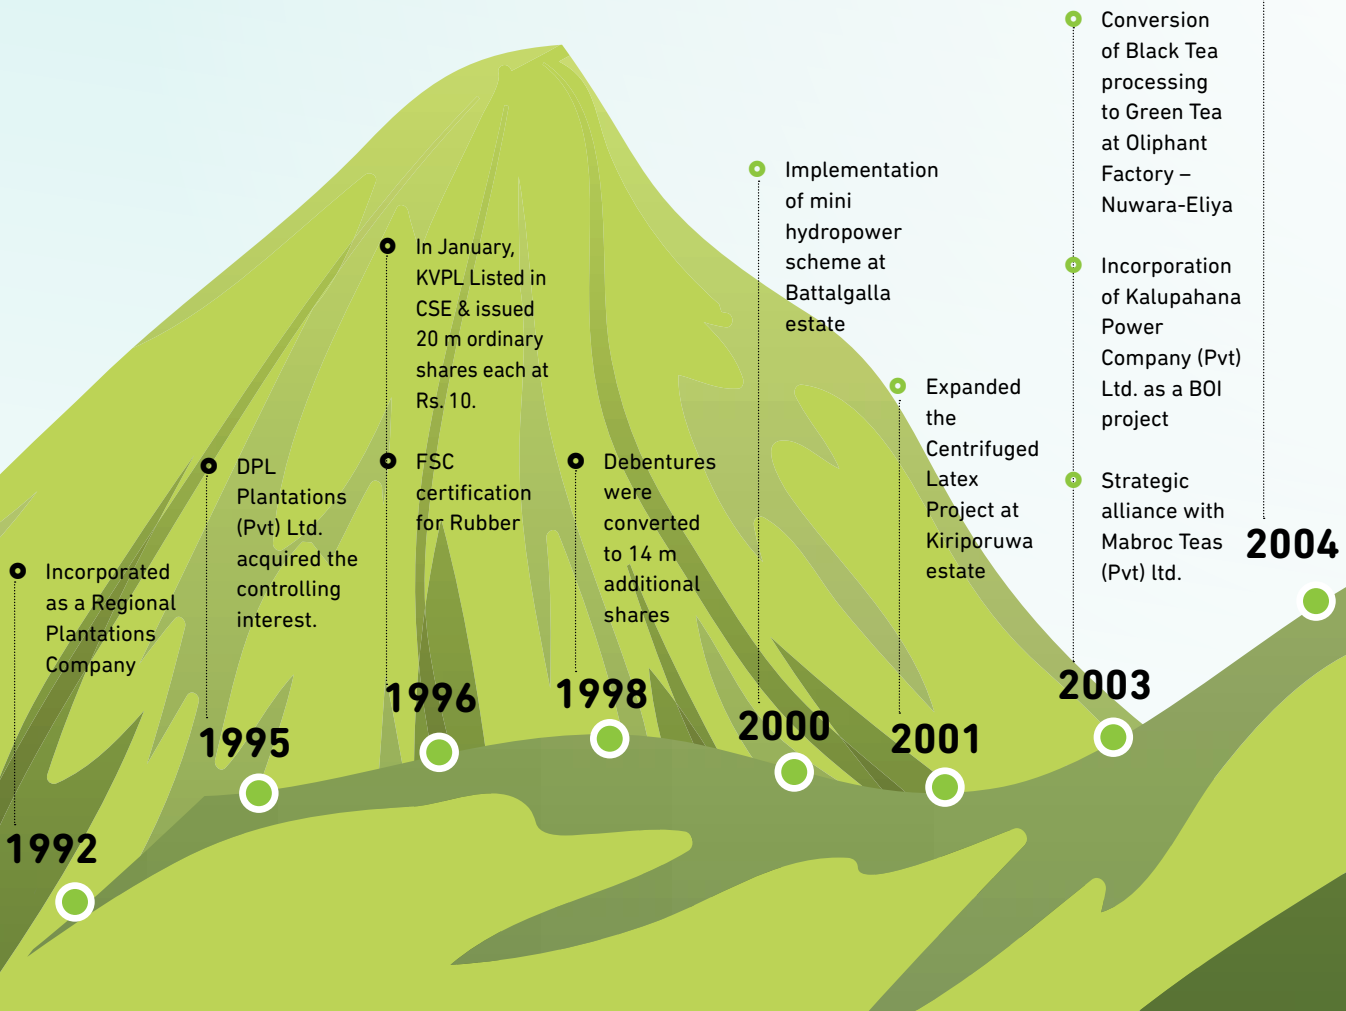 Incorporated
as a Regional
Plantations
Company
1992
DPL
Plantations
(Pvt) Ltd.
acquired the
controlling
interest.
1995
In January,
KVPL Listed in
CSE & issued
20 m ordinary
shares each at
Rs. 10.
FSC
certification
for Rubber
1996
Debentures
were
converted
to 14 m
additional
shares
1998
Implementation
of mini
hydropower
scheme at
Battalgalla
estate
2000
Expanded
the
Centrifuged
Latex
Project at
Kiriporuwa
estate
2001
Conversion
of Black Tea
processing
to Green Tea
at Oliphant
Factory –
Nuwara-Eliya
Incorporation
of Kalupahana
Power
Company (Pvt)
Ltd. as a BOI
project
Strategic
alliance with
Mabroc Teas
(Pvt) ltd.
2003
2004